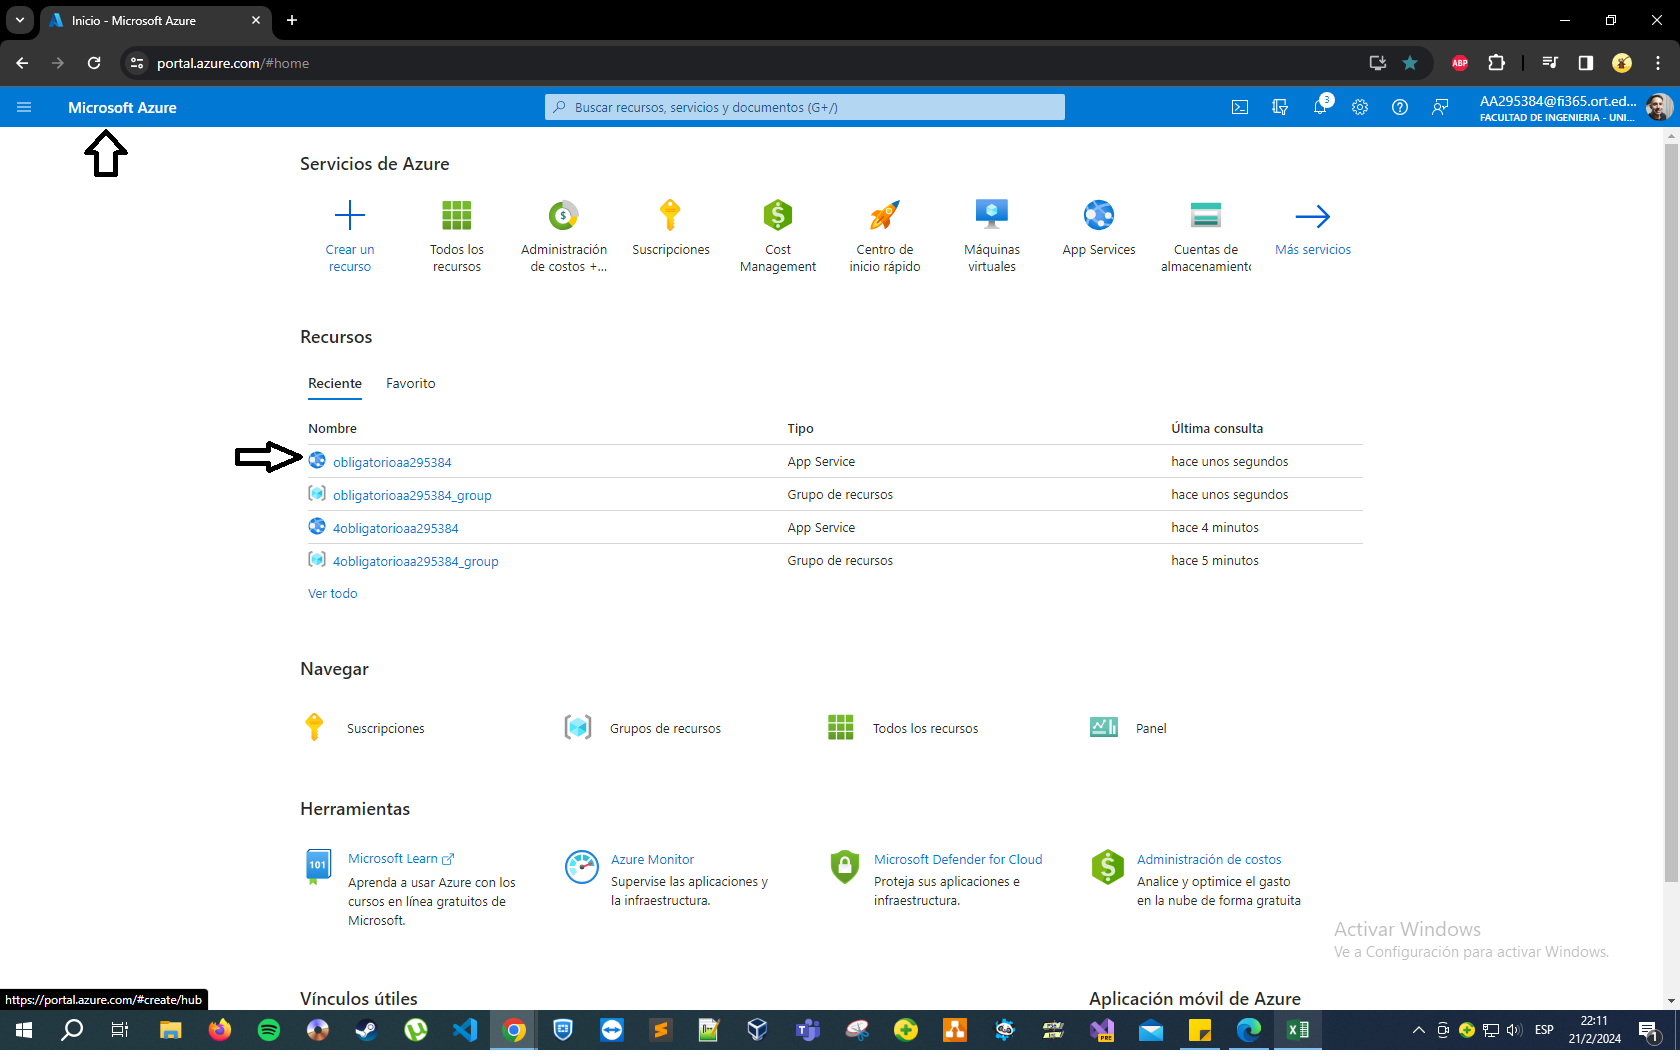 Inicio - Microsoft Azure
portal.azure.com/#home
ABP
Microsoft Azure
Buscar recursos, servicios y documentos (G+/)
3
AA295384@fi365.ort.ed...
FACULTAD DE INGENIERIA - UNI...
Servicios de Azure
Crear un recurso
Todos los recursos
Administración de costos +...
Suscripciones
Cost Management
Centro de inicio rápido
Máquinas virtuales
App Services
Cuentas de almacenamiento
Más servicios
Recursos
Reciente Favorito
Nombre Tipo Última consulta
obligatorioaa295384 App Service hace unos segundos
obligatorioaa295384_group Grupo de recursos hace unos segundos
4obligatorioaa295384 App Service hace 4 minutos
4obligatorioaa295384_group Grupo de recursos hace 5 minutos
Ver todo
Navegar
Suscripciones Grupos de recursos Todos los recursos Panel
Herramientas
101
Microsoft Learn
Aprenda a usar Azure con los
cursos en línea gratuitos de
Microsoft.
Azure Monitor
Supervise las aplicaciones y
la infraestructura.
Microsoft Defender for Cloud
Proteja sus aplicaciones e
infraestructura.
Administración de costos
Analice y optimice el gasto
en la nube de forma gratuita
Activar Windows
Ve a Configuración para activar Windows.
https://portal.azure.com/#create/hub
Vínculos útiles
Aplicación móvil de Azure
PRE
ESP
22:11
21/2/2024
1